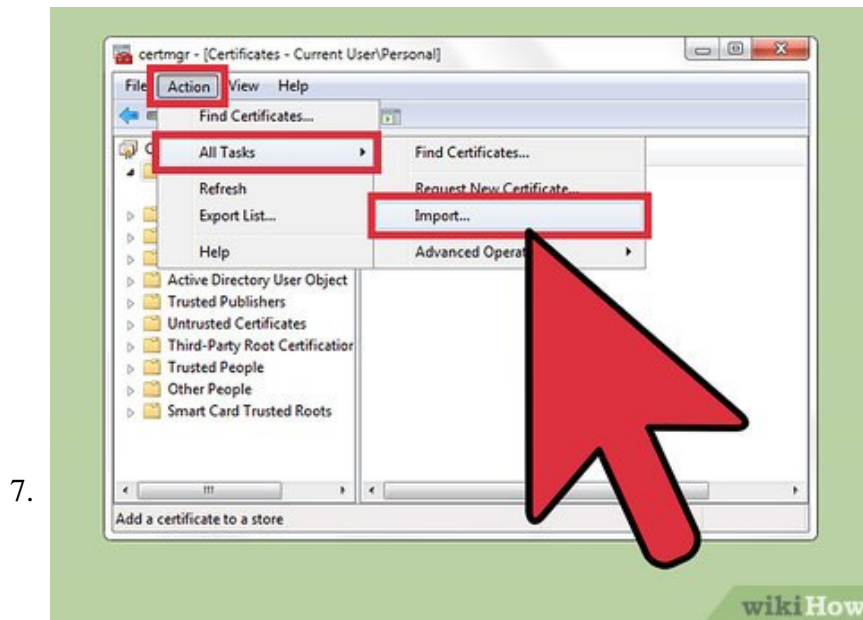 certmgr - [Certificates - Current User\Personal]
File Action View Help
Find Certificates...
All Tasks
Find Certificates...
Refresh
Request New Certificate...
Export List...
Import...
Help
Advanced
Active Directory User Object
Trusted Publishers
Untrusted Certificates
Third-Party Root Certification
Trusted People
Other People
Smart Card Trusted Roots
7.
Add a certificate to a store
wikiHow